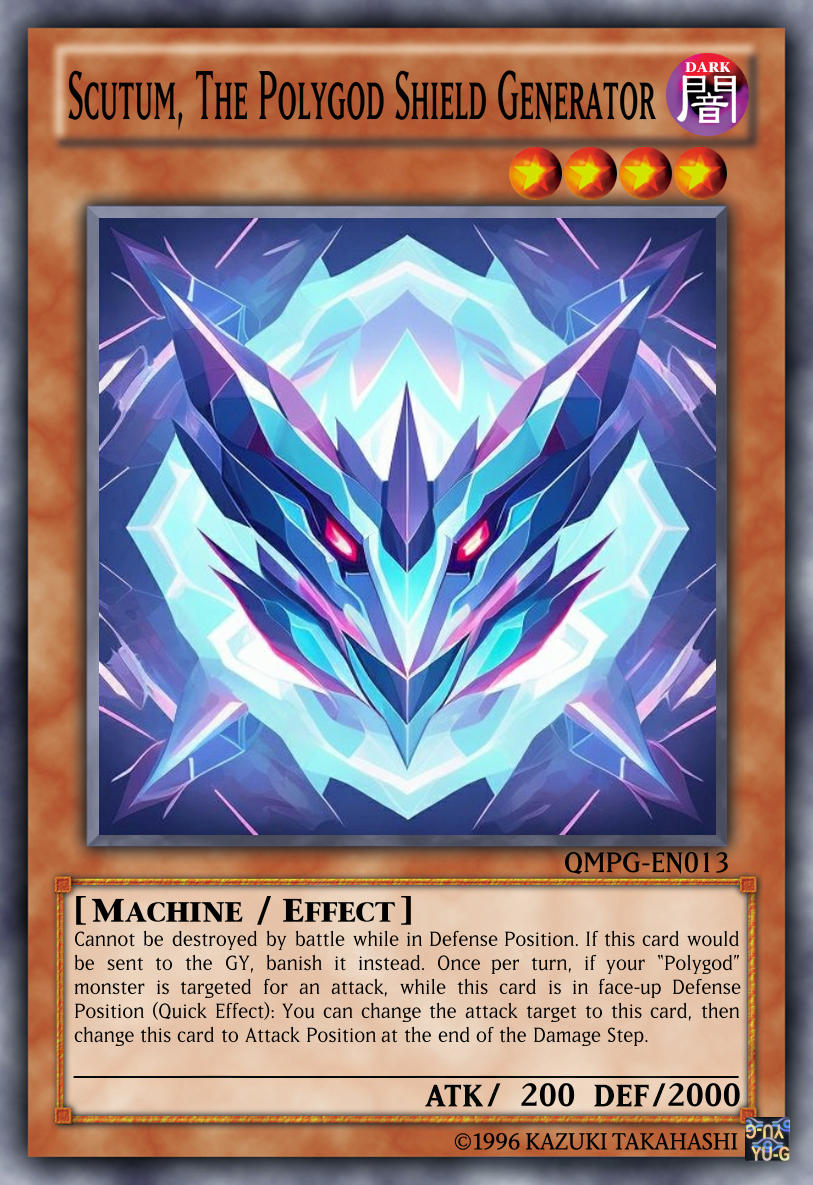 Scutum, The Polygod Shield Generator
DARK
闇
QMPG-EN013
[ Machine / Effect ]
Cannot be destroyed by battle while in Defense Position. If this card would
be sent to the GY, banish it instead. Once per turn, if your "Polygod"
monster is targeted for an attack, while this card is in face-up Defense
Position (Quick Effect): You can change the attack target to this card, then
change this card to Attack Position at the end of the Damage Step.
ATK/ 200 DEF/2000
©1996 KAZUKI TAKAHASHI
YU-G
YU-G